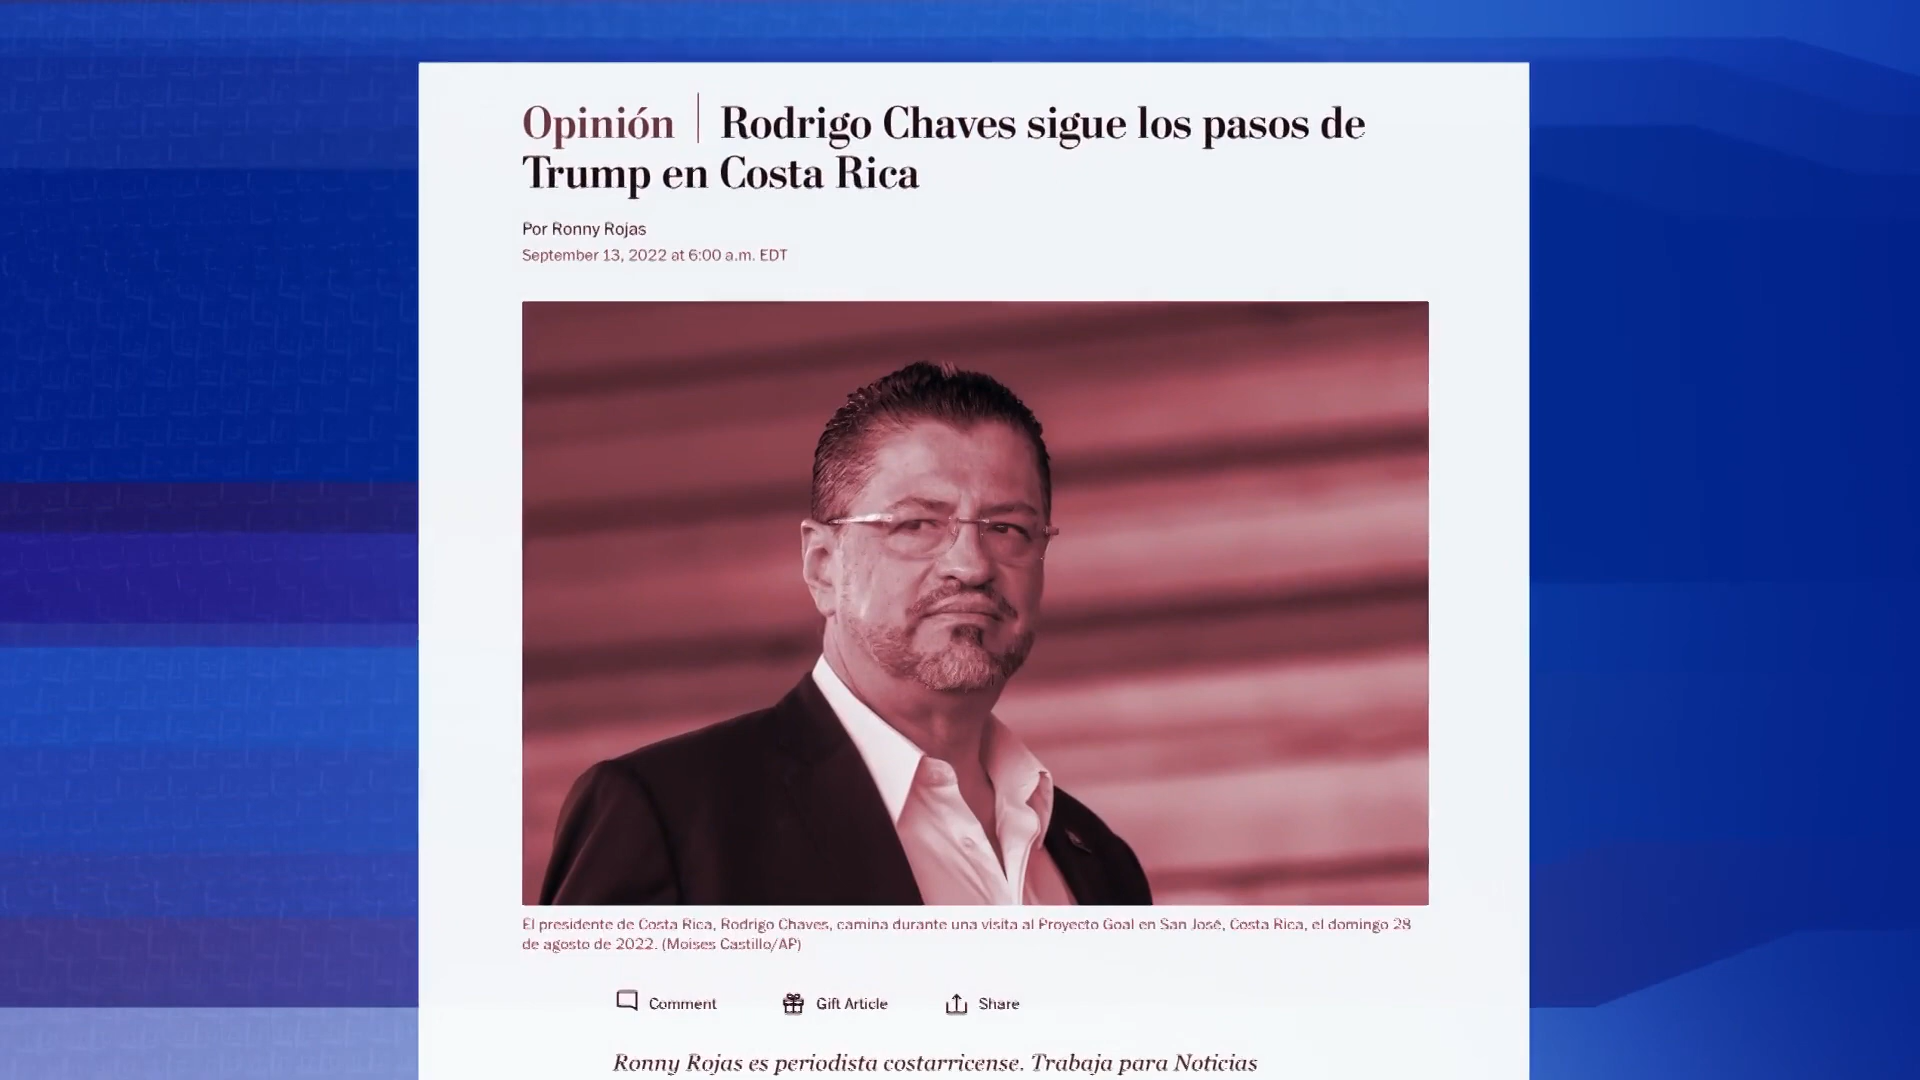 Opinión | Rodrigo Chaves sigue los pasos de
Trump en Costa Rica
Por Ronny Rojas
September 13, 2022 at 6:00 a.m. EDT
El presidente de Costa Rica, Rodrigo Chaves, camina durante una visita al Proyecto Goal en San José, Costa Rica, el domingo 28
de agosto de 2022. (Moises Castillo/AP)
Comment Gift Article Share
Ronny Rojas es periodista costarricense. Trabaja para Noticias